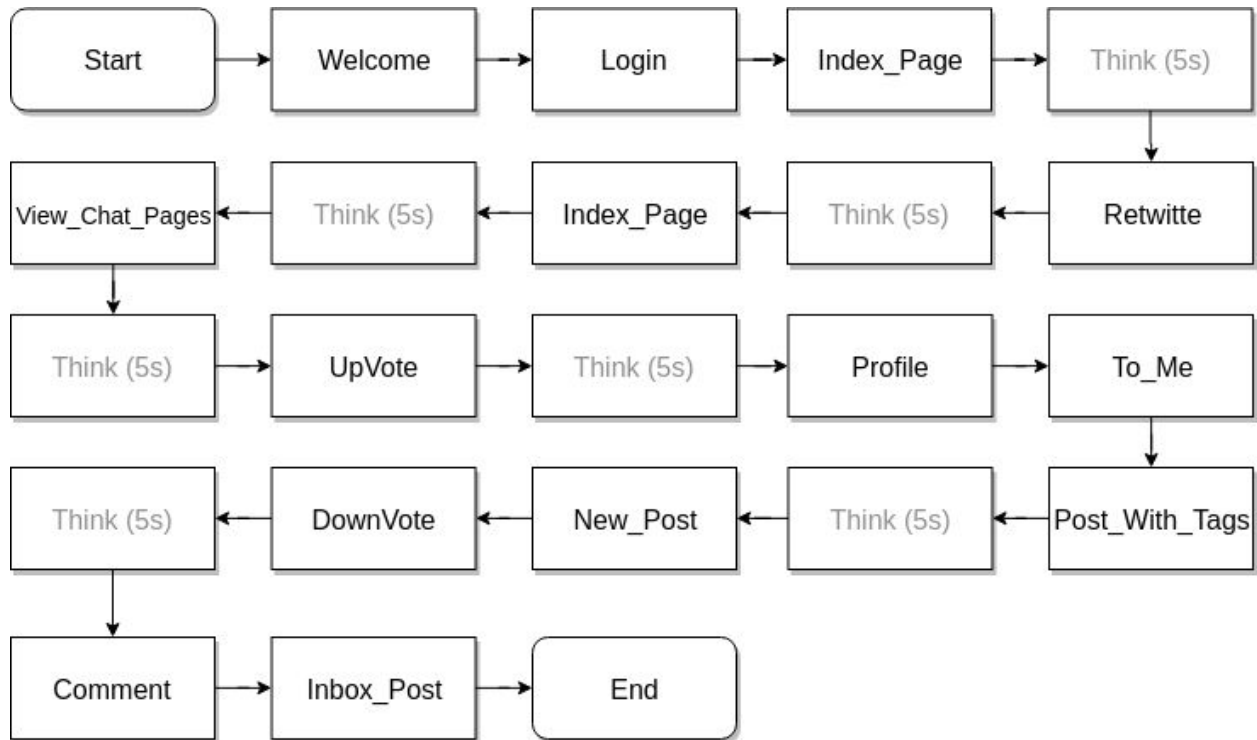 Start
Welcome
Login
Index_Page
Think (5s)
Retwitte
Think (5s)
Index_Page
Think (5s)
View_Chat_Pages
Think (5s)
UpVote
Think (5s)
Profile
To_Me
Post_With_Tags
Think (5s)
New_Post
DownVote
Think (5s)
Comment
Inbox_Post
End